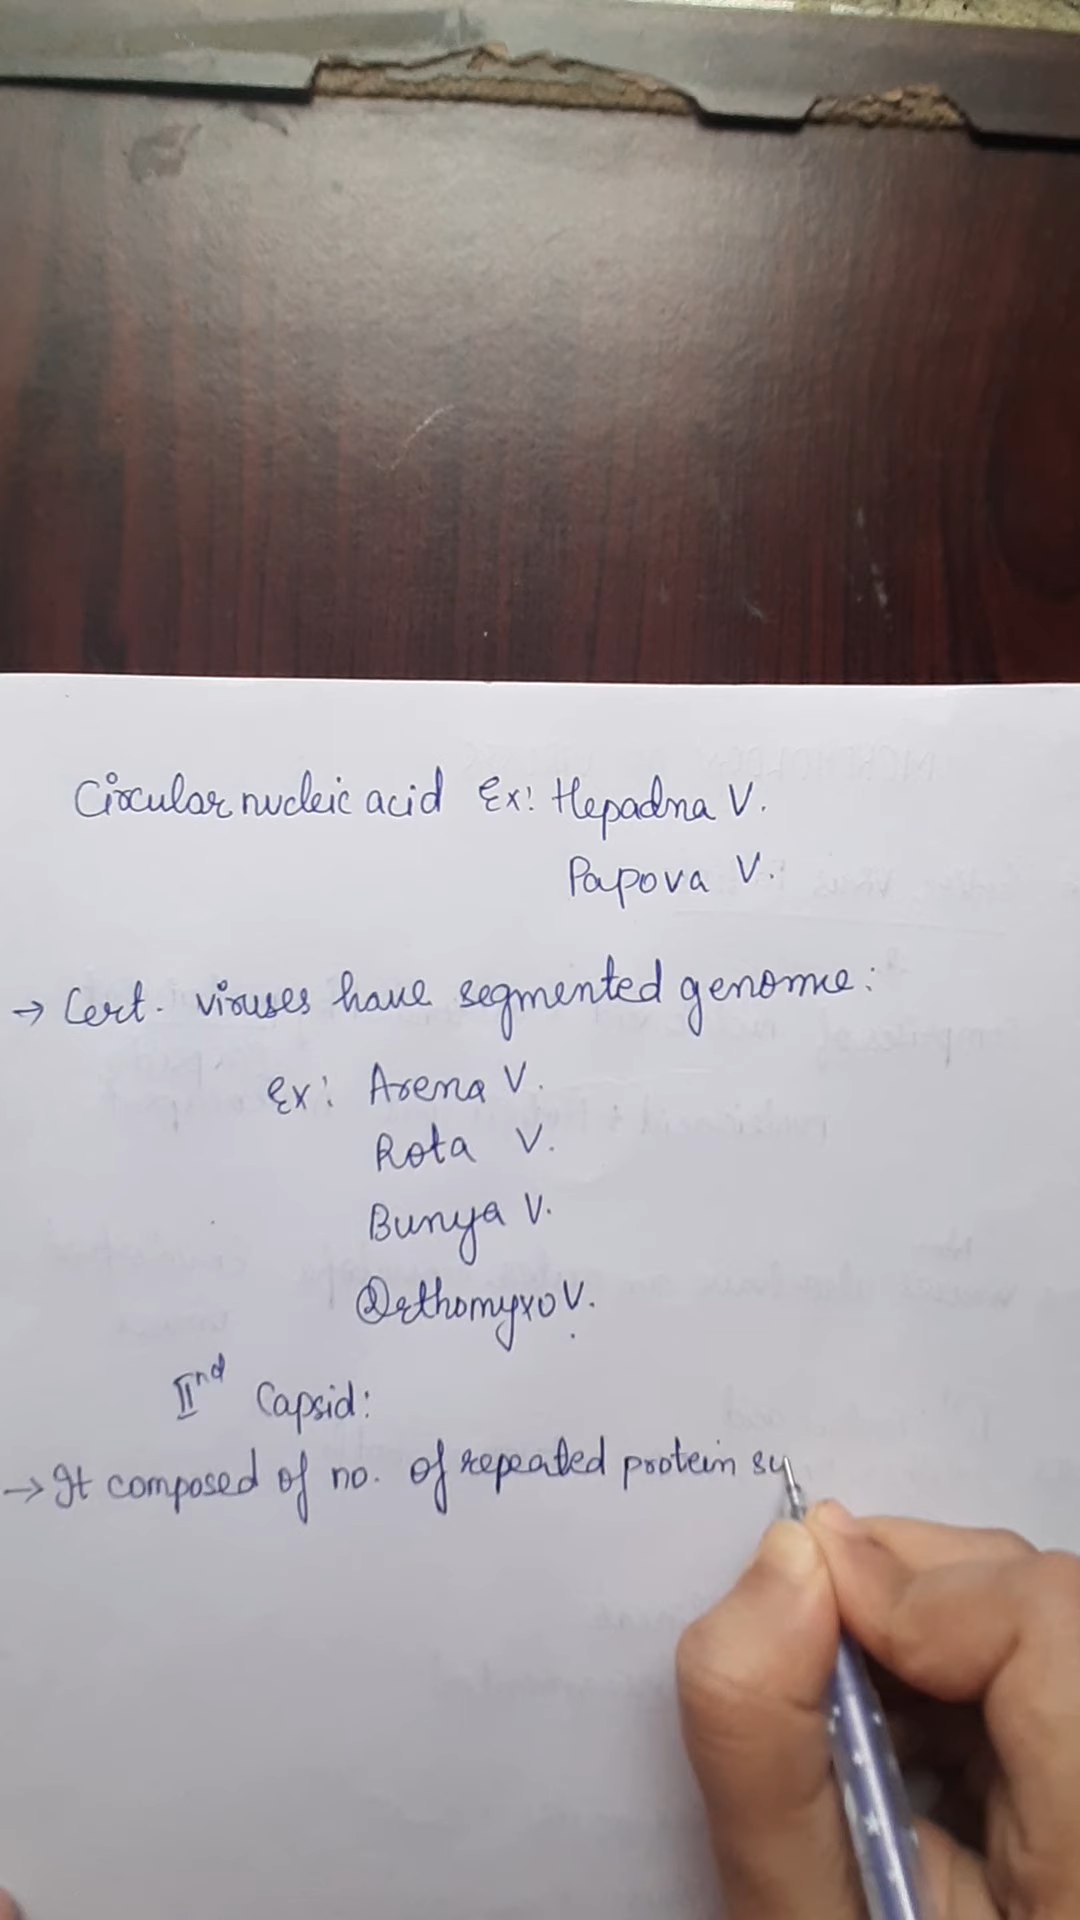 Circular nucleic acid Ex: Hepadna V.
Papova V.
→ Cert. viruses have segmented genome:
Ex: Arena V.
Rota V.
Bunya V.
Orthomyxo V.
IInd Capsid:
→ It composed of no. of repeated protein su